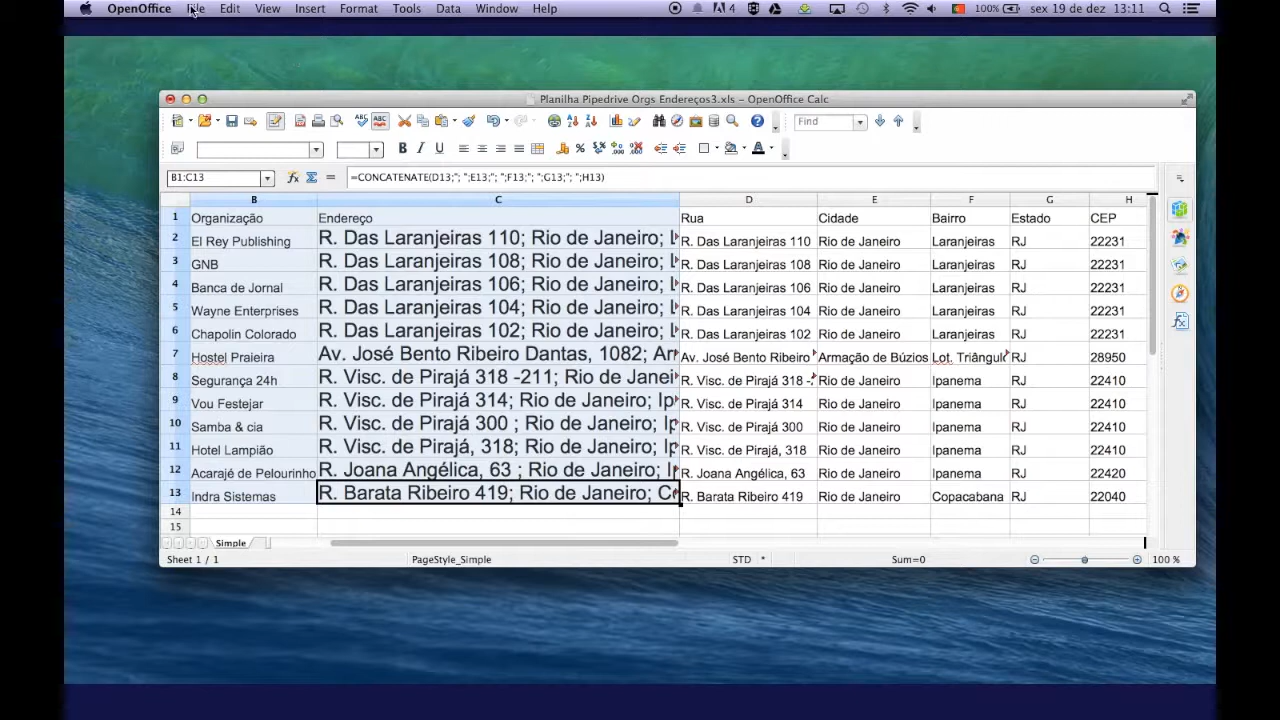 OpenOffice File Edit View Insert Format Tools Data Window Help 4 100% sex 19 de dez 13:11
Planilha Pipedrive Orgs Endereços3.xls – OpenOffice Calc
Find
B1:C13 =CONCATENATE(D13;"; ";E13;"; ";F13;"; ";G13;"; ";H13)
B C D E F G H
1 Organização Endereço Rua Cidade Bairro Estado CEP
2 El Rey Publishing R. Das Laranjeiras 110; Rio de Janeiro; R. Das Laranjeiras 110 Rio de Janeiro Laranjeiras RJ 22231
3 GNB R. Das Laranjeiras 108; Rio de Janeiro; R. Das Laranjeiras 108 Rio de Janeiro Laranjeiras RJ 22231
4 Banca de Jornal R. Das Laranjeiras 106; Rio de Janeiro; R. Das Laranjeiras 106 Rio de Janeiro Laranjeiras RJ 22231
5 Wayne Enterprises R. Das Laranjeiras 104; Rio de Janeiro; R. Das Laranjeiras 104 Rio de Janeiro Laranjeiras RJ 22231
6 Chapolin Colorado R. Das Laranjeiras 102; Rio de Janeiro; R. Das Laranjeiras 102 Rio de Janeiro Laranjeiras RJ 22231
7 Hostel Praieira Av. José Bento Ribeiro Dantas, 1082; Av. José Bento Ribeiro Armação de Búzios Lot. Triângul RJ 28950
8 Segurança 24h R. Visc. de Pirajá 318 -211; Rio de Janei R. Visc. de Pirajá 318 - Rio de Janeiro Ipanema RJ 22410
9 Vou Festejar R. Visc. de Pirajá 314; Rio de Janeiro; Ip R. Visc. de Pirajá 314 Rio de Janeiro Ipanema RJ 22410
10 Samba & cia R. Visc. de Pirajá 300 ; Rio de Janeiro; R. Visc. de Pirajá 300 Rio de Janeiro Ipanema RJ 22410
11 Hotel Lampião R. Visc. de Pirajá, 318; Rio de Janeiro; R. Visc. de Pirajá, 318 Rio de Janeiro Ipanema RJ 22410
12 Acarajé de Pelourinho R. Joana Angélica, 63 ; Rio de Janeiro; R. Joana Angélica, 63 Rio de Janeiro Ipanema RJ 22420
13 Indra Sistemas R. Barata Ribeiro 419; Rio de Janeiro; R. Barata Ribeiro 419 Rio de Janeiro Copacabana RJ 22040
14
15
Simple
Sheet 1 / 1 PageStyle_Simple STD * Sum=0 100 %